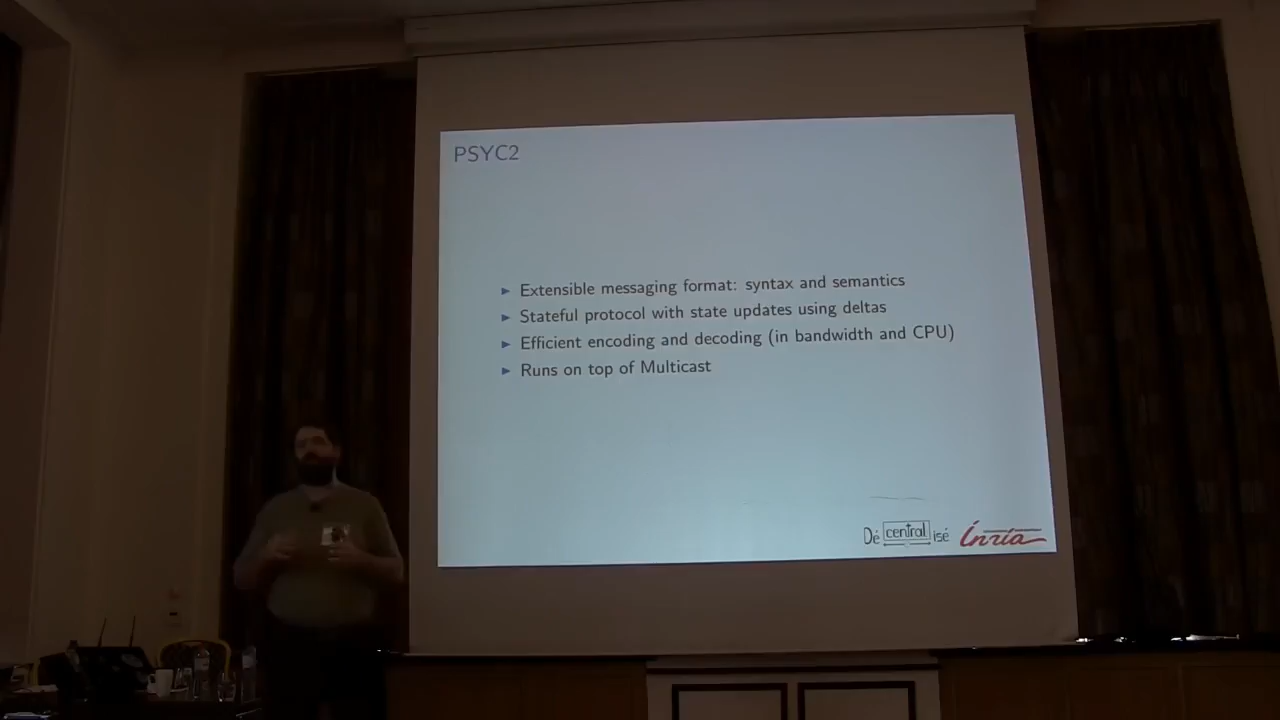 PSYC2
Extensible messaging format: syntax and semantics
Stateful protocol with state updates using deltas
Efficient encoding and decoding (in bandwidth and CPU)
Runs on top of Multicast
Dé central isé Inria